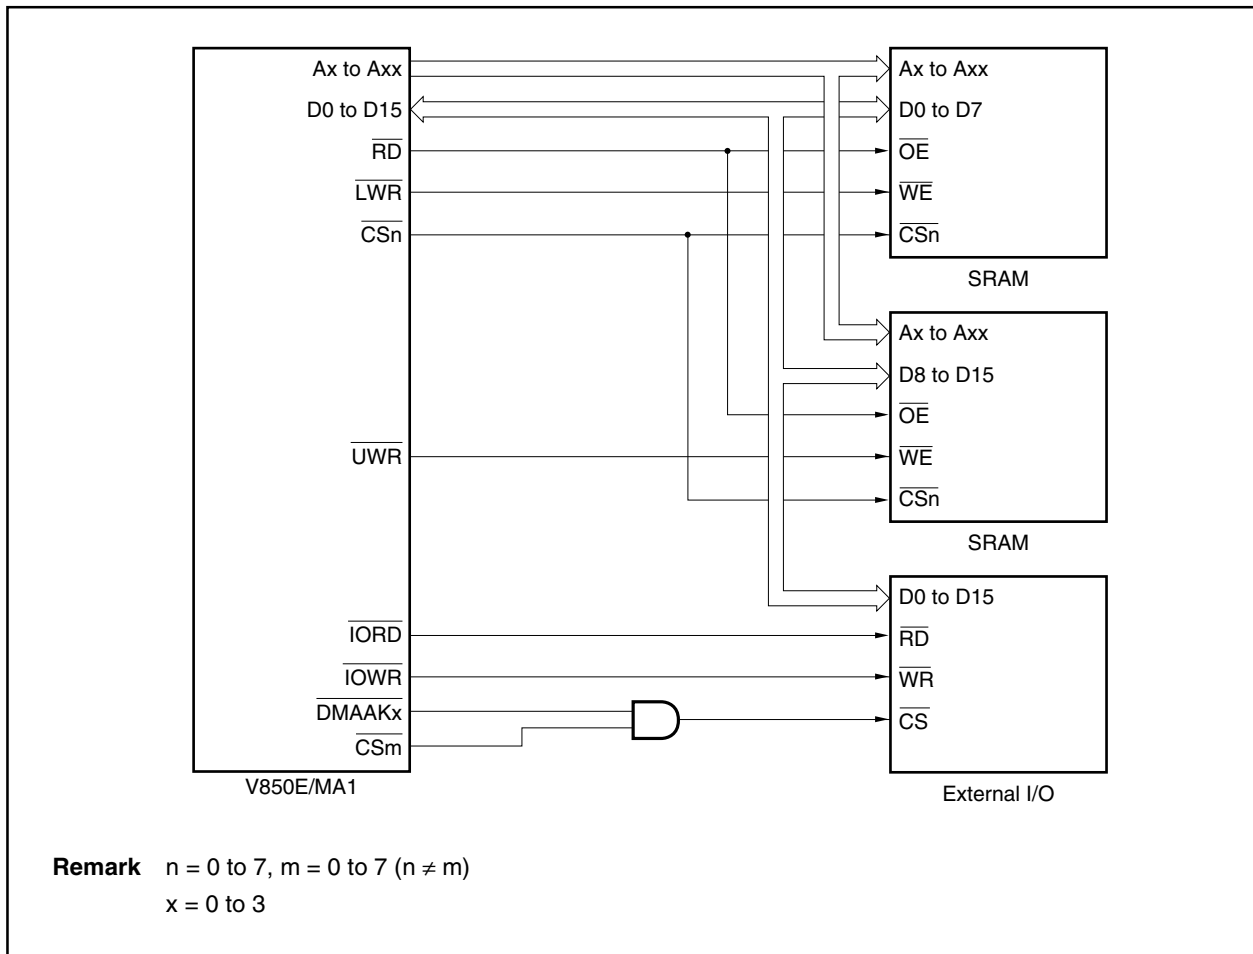 Ax to Axx
D0 to D15
RD
LWR
CSn
UWR
IORD
IOWR
DMAAKx
CSm
V850E/MA1
Ax to Axx
D0 to D7
OE
WE
CSn
SRAM
Ax to Axx
D8 to D15
OE
WE
CSn
SRAM
D0 to D15
RD
WR
CS
External I/O
Remark n = 0 to 7, m = 0 to 7 (n ≠ m)
x = 0 to 3